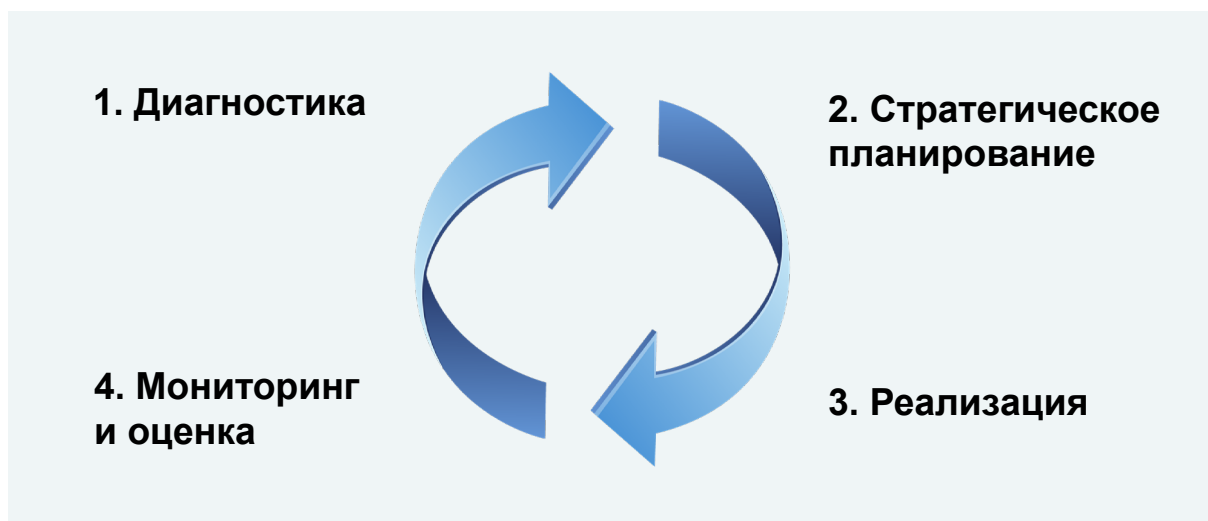 1. Диагностика
2. Стратегическое
планирование
3. Реализация
4. Мониторинг
и оценка